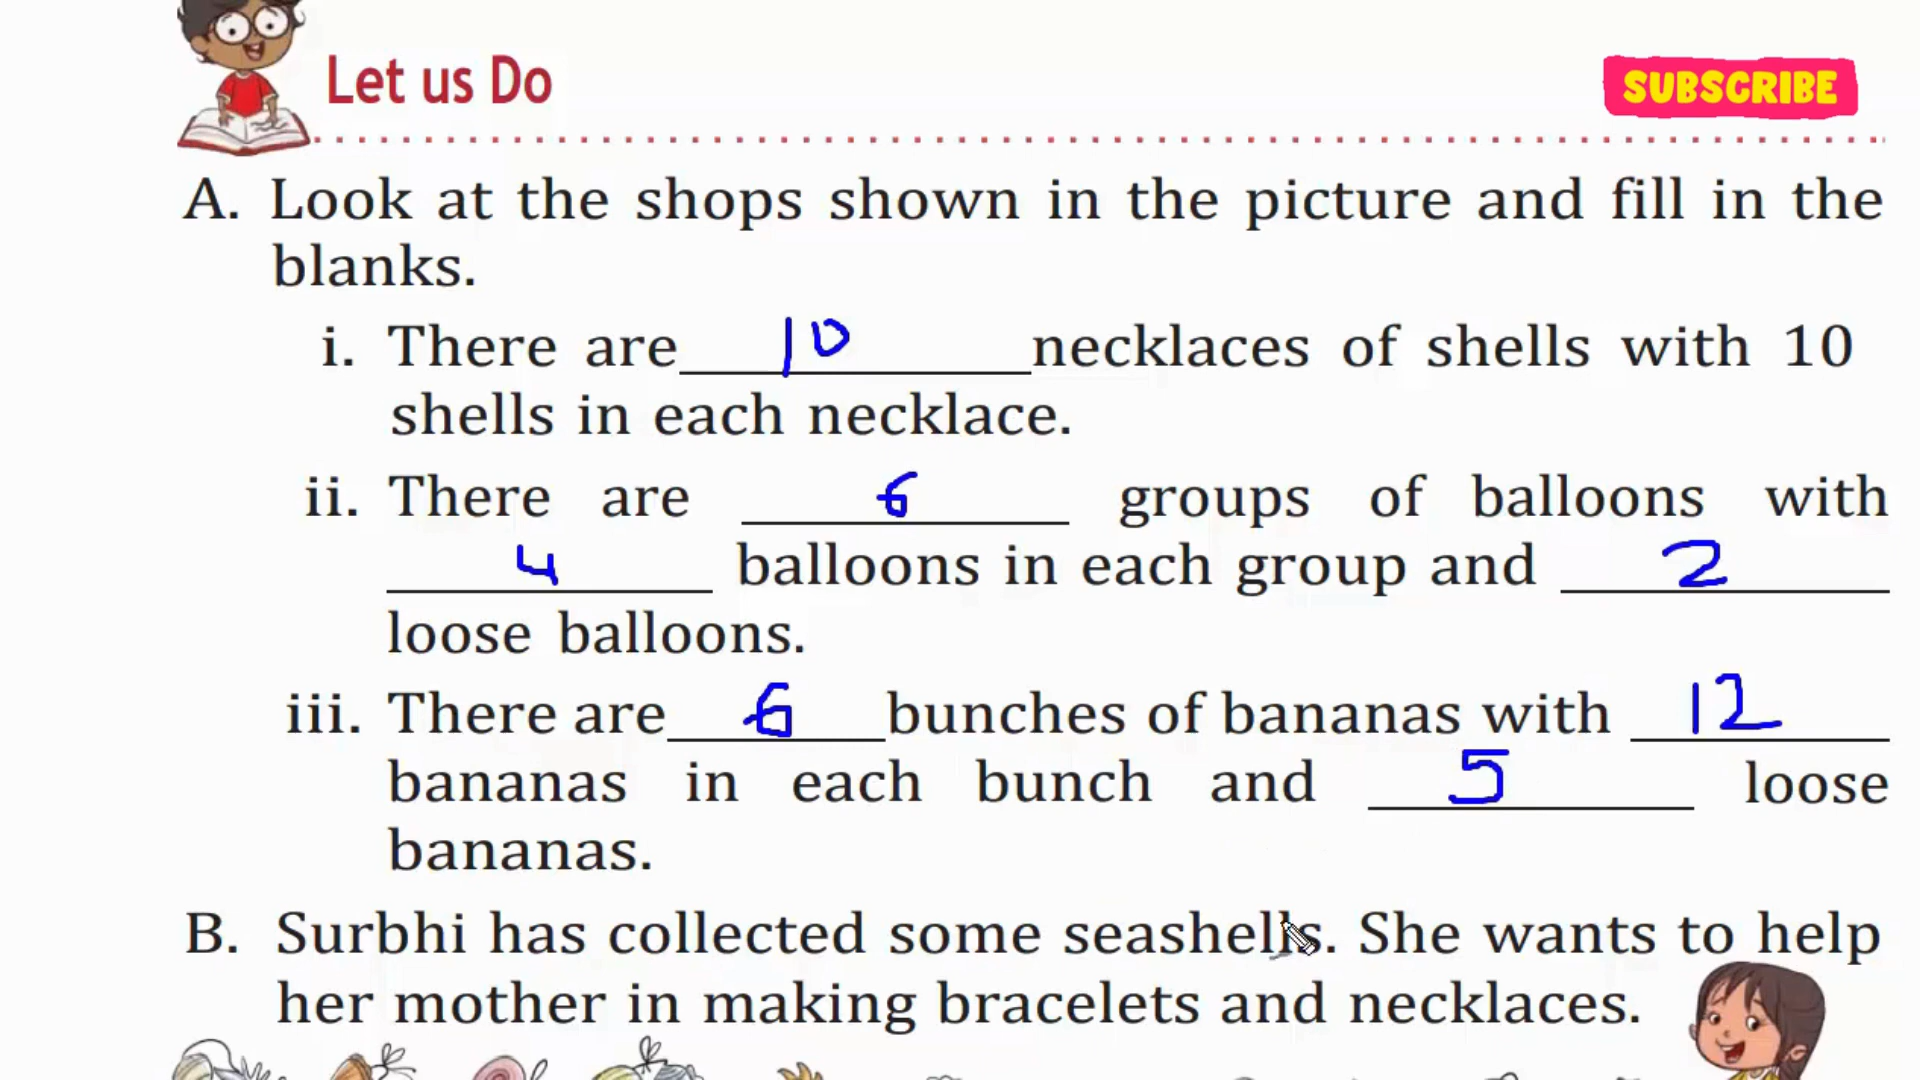 Let us Do
SUBSCRIBE
A. Look at the shops shown in the picture and fill in the
blanks.
i. There are 10 necklaces of shells with 10
shells in each necklace.
ii. There are 6 groups of balloons with
4 balloons in each group and 2
loose balloons.
iii. There are 6 bunches of bananas with 12
bananas in each bunch and 5 loose
bananas.
B. Surbhi has collected some seashells. She wants to help
her mother in making bracelets and necklaces.